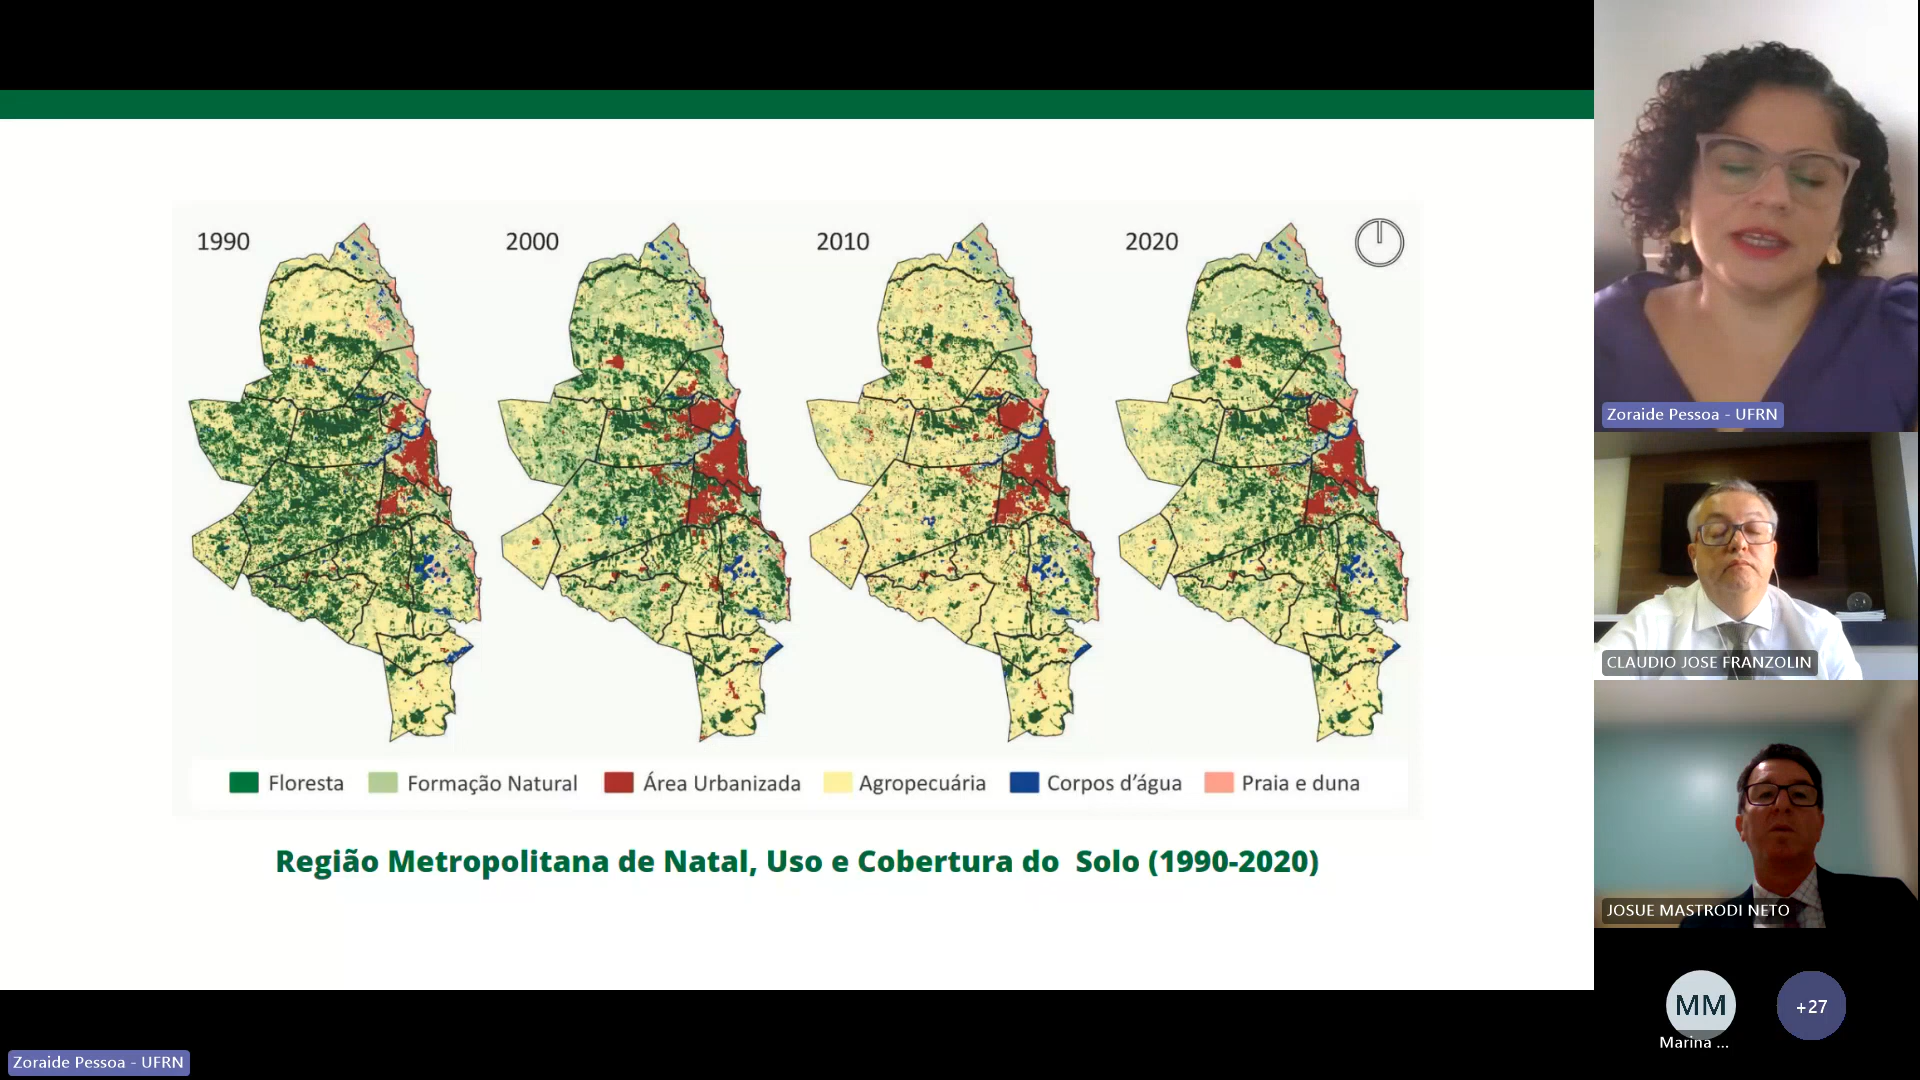 1990 2000 2010 2020
Floresta Formação Natural Área Urbanizada Agropecuária Corpos d’água Praia e duna
Região Metropolitana de Natal, Uso e Cobertura do Solo (1990-2020)
Zoraide Pessoa - UFRN
Zoraide Pessoa - UFRN
CLAUDIO JOSE FRANZOLIN
JOSUE MASTRODI NETO
MM
Marina ...
+27